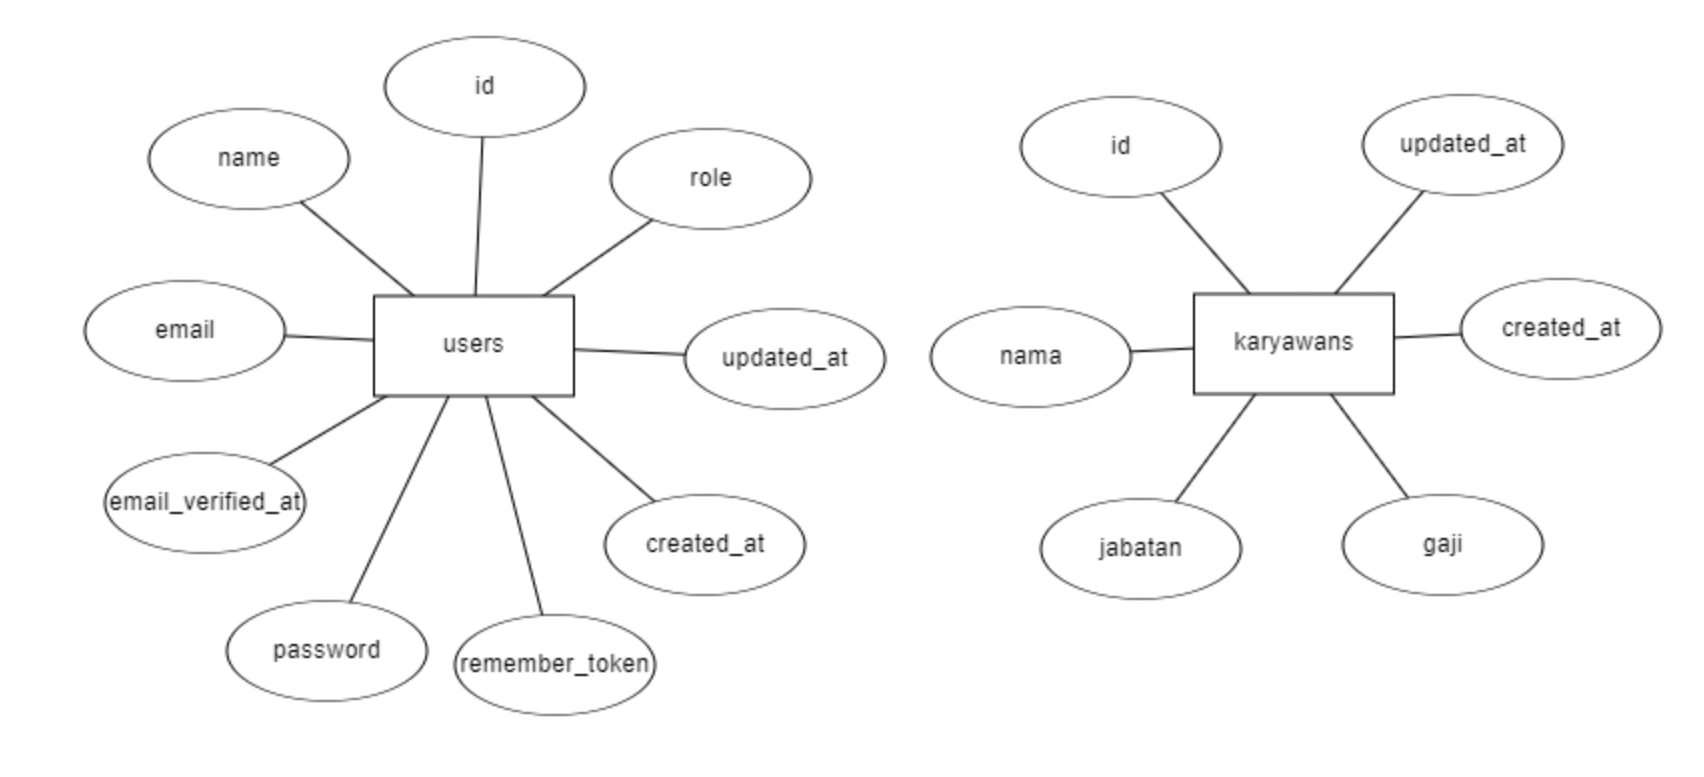 id
name
role
email
users
updated_at
email_verified_at
created_at
password
remember_token
id
updated_at
nama
karyawans
created_at
jabatan
gaji